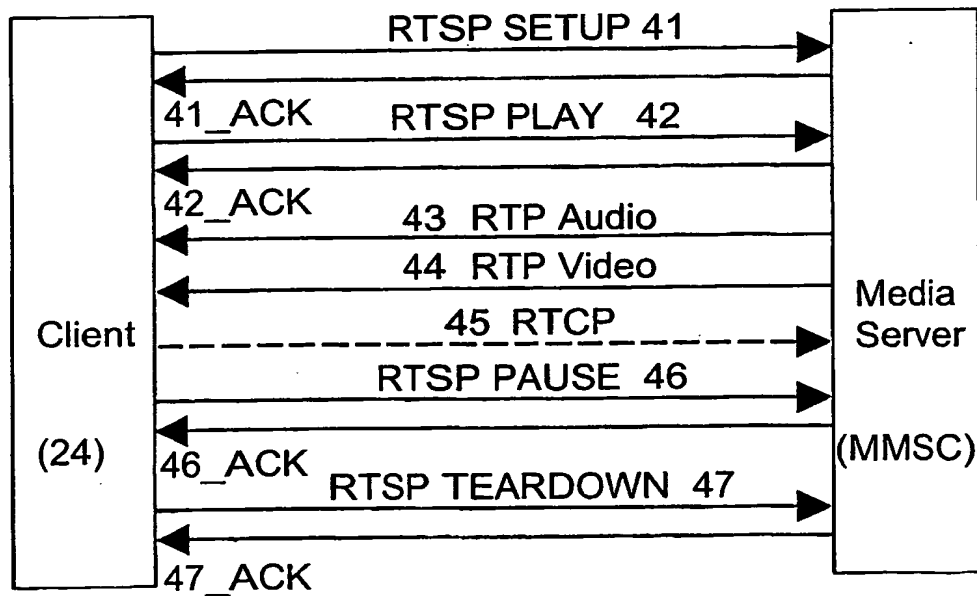 RTSP SETUP 41
41_ACK
RTSP PLAY 42
42_ACK
43 RTP Audio
44 RTP Video
45 RTCP
Client
(24)
Media
Server
(MMSC)
RTSP PAUSE 46
46_ACK
RTSP TEARDOWN 47
47_ACK